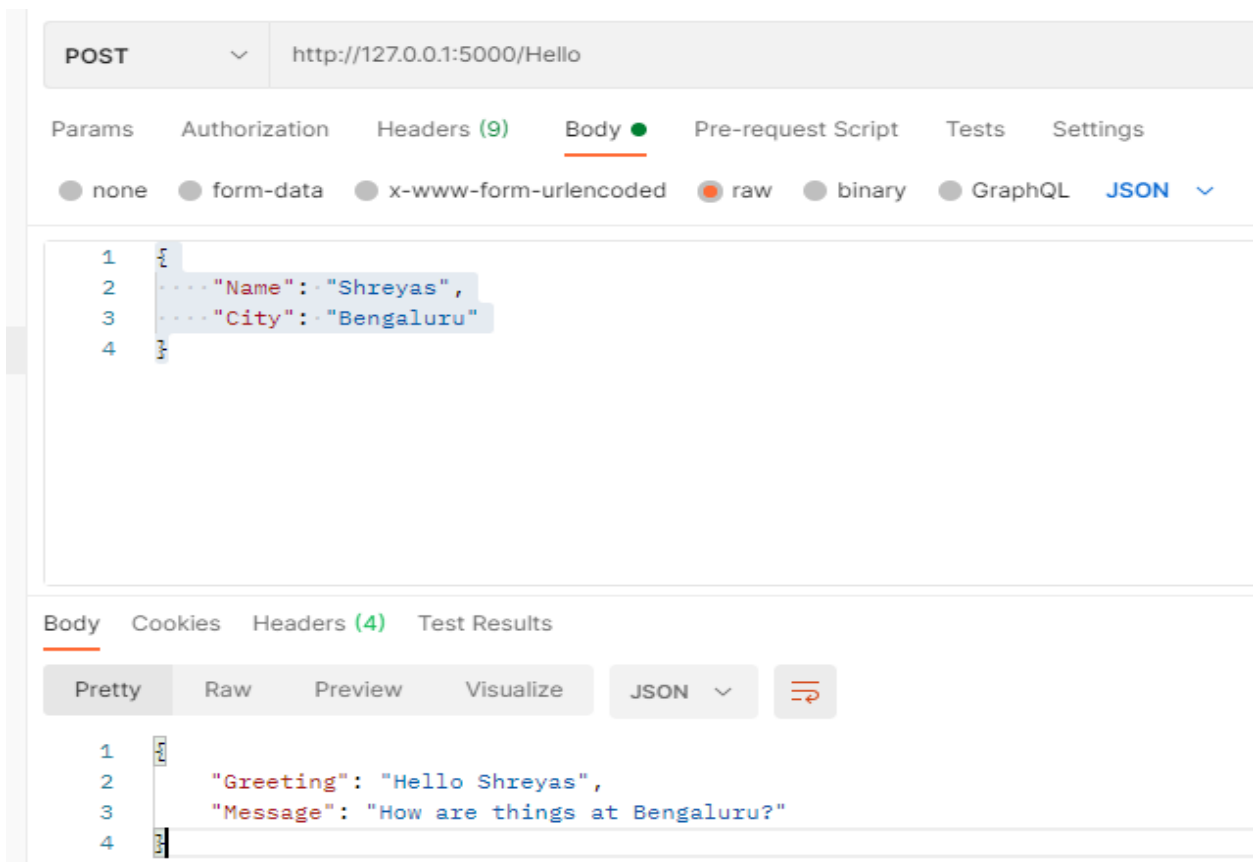 POST http://127.0.0.1:5000/Hello
Params Authorization Headers (9) Body Pre-request Script Tests Settings
none form-data x-www-form-urlencoded raw binary GraphQL JSON
1 {
2 "Name": "Shreyas",
3 "City": "Bengaluru"
4 }
Body Cookies Headers (4) Test Results
Pretty Raw Preview Visualize JSON
1 {
2 "Greeting": "Hello Shreyas",
3 "Message": "How are things at Bengaluru?"
4 }